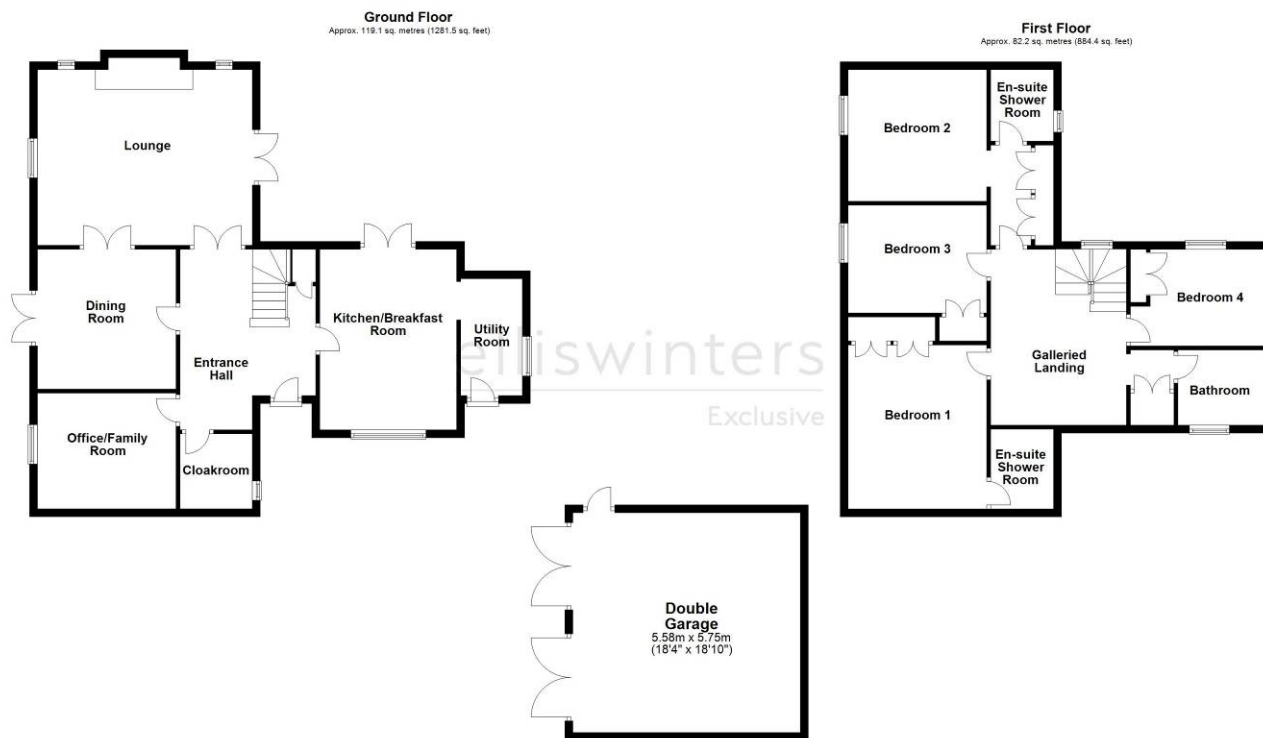 Ground Floor
Approx. 119.1 sq. metres (1281.5 sq. feet)
Lounge
Dining
Room
Entrance
Hall
Kitchen/Breakfast
Room
Utility
Room
Office/Family
Room
Cloakroom
First Floor
Approx. 82.2 sq. metres (884.4 sq. feet)
Bedroom 2
En-suite
Shower
Room
Bedroom 3
Bedroom 4
Galleried
Landing
Bedroom 1
Bathroom
En-suite
Shower
Room
Double
Garage
5.58m x 5.75m
(18'4" x 18'10")
elliswinters
Exclusive